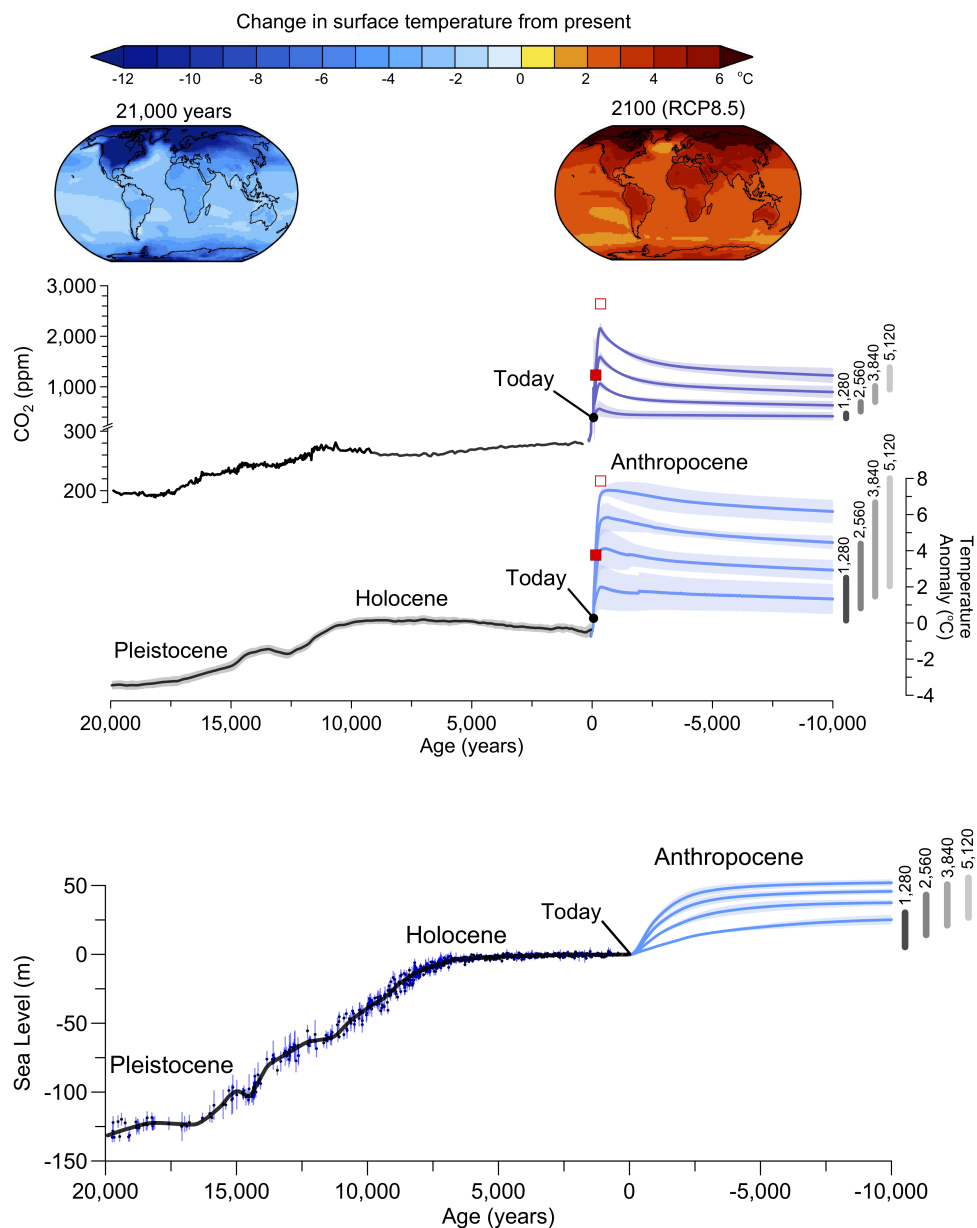 Change in surface temperature from present
-12 -10 -8 -6 -4 -2 0 2 4 6 °C
21,000 years
2100 (RCP8.5)
3,000
2,000
1,000
300
200
CO2 (ppm)
Today
1,280
2,560
3,840
5,120
Anthropocene
8
6
4
2
0
-2
-4
Temperature
Anomaly (°C)
1,280
2,560
3,840
5,120
Today
Holocene
Pleistocene
20,000 15,000 10,000 5,000 0 -5,000 -10,000
Age (years)
Anthropocene
1,280
2,560
3,840
5,120
50
0
-50
-100
-150
Sea Level (m)
Today
Holocene
Pleistocene
20,000 15,000 10,000 5,000 0 -5,000 -10,000
Age (years)